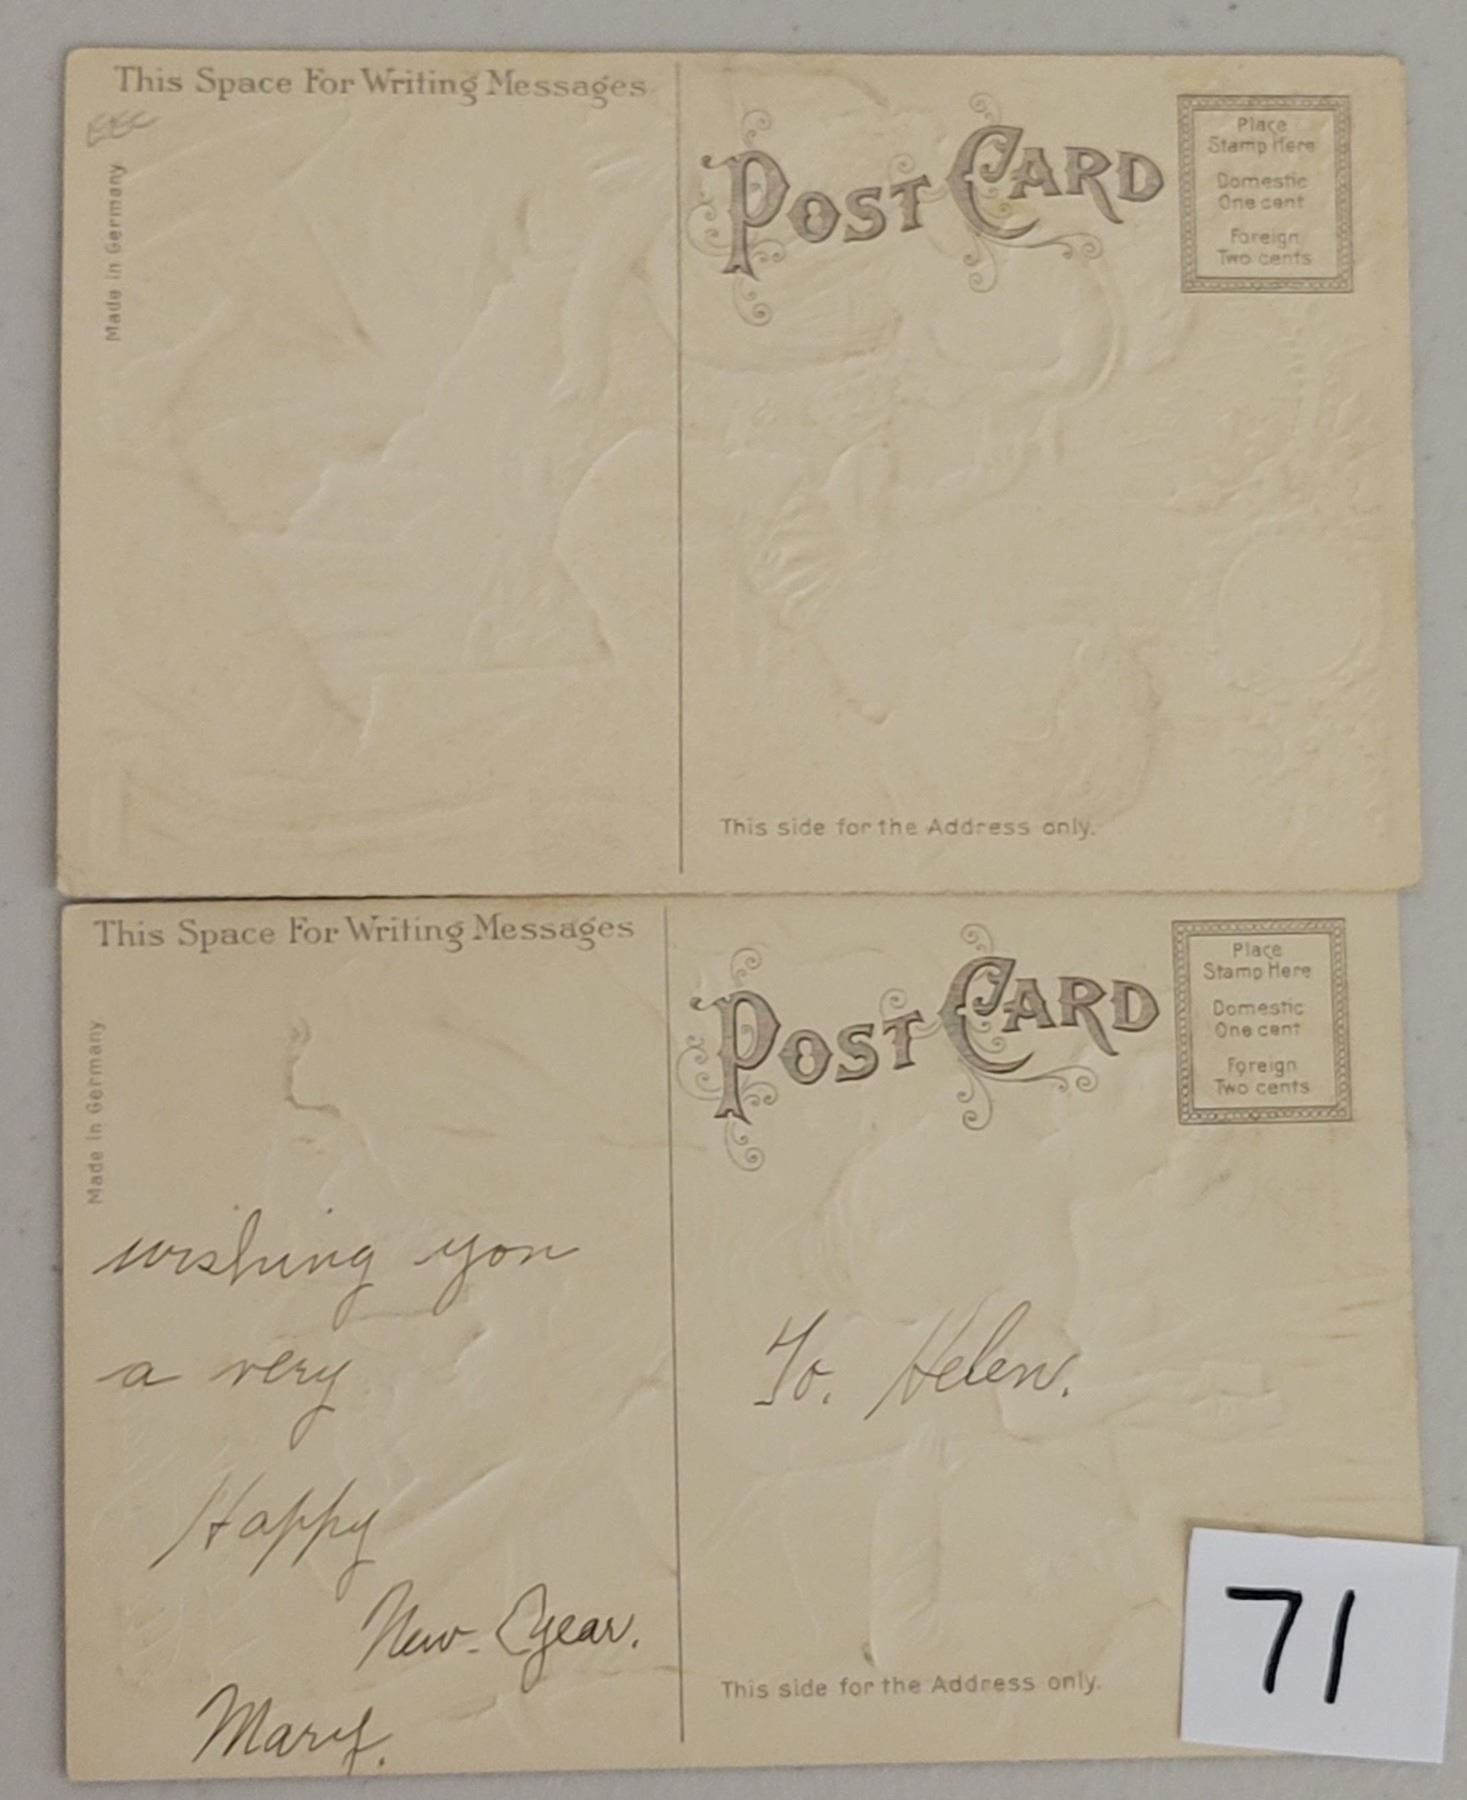 This Space For Writing Messages
EEC
Made in Germany
POST CARD
Place
Stamp Here
Domestic
One cent
Foreign
Two cents
This side for the Address only.
This Space For Writing Messages
Made in Germany.
POST CARD
Place
Stamp Here
Domestic
One cent
Foreign
Two cents
wishing you
a very
Happy
New-Year.
Mary.
To. Helen.
This side for the Address only.
71